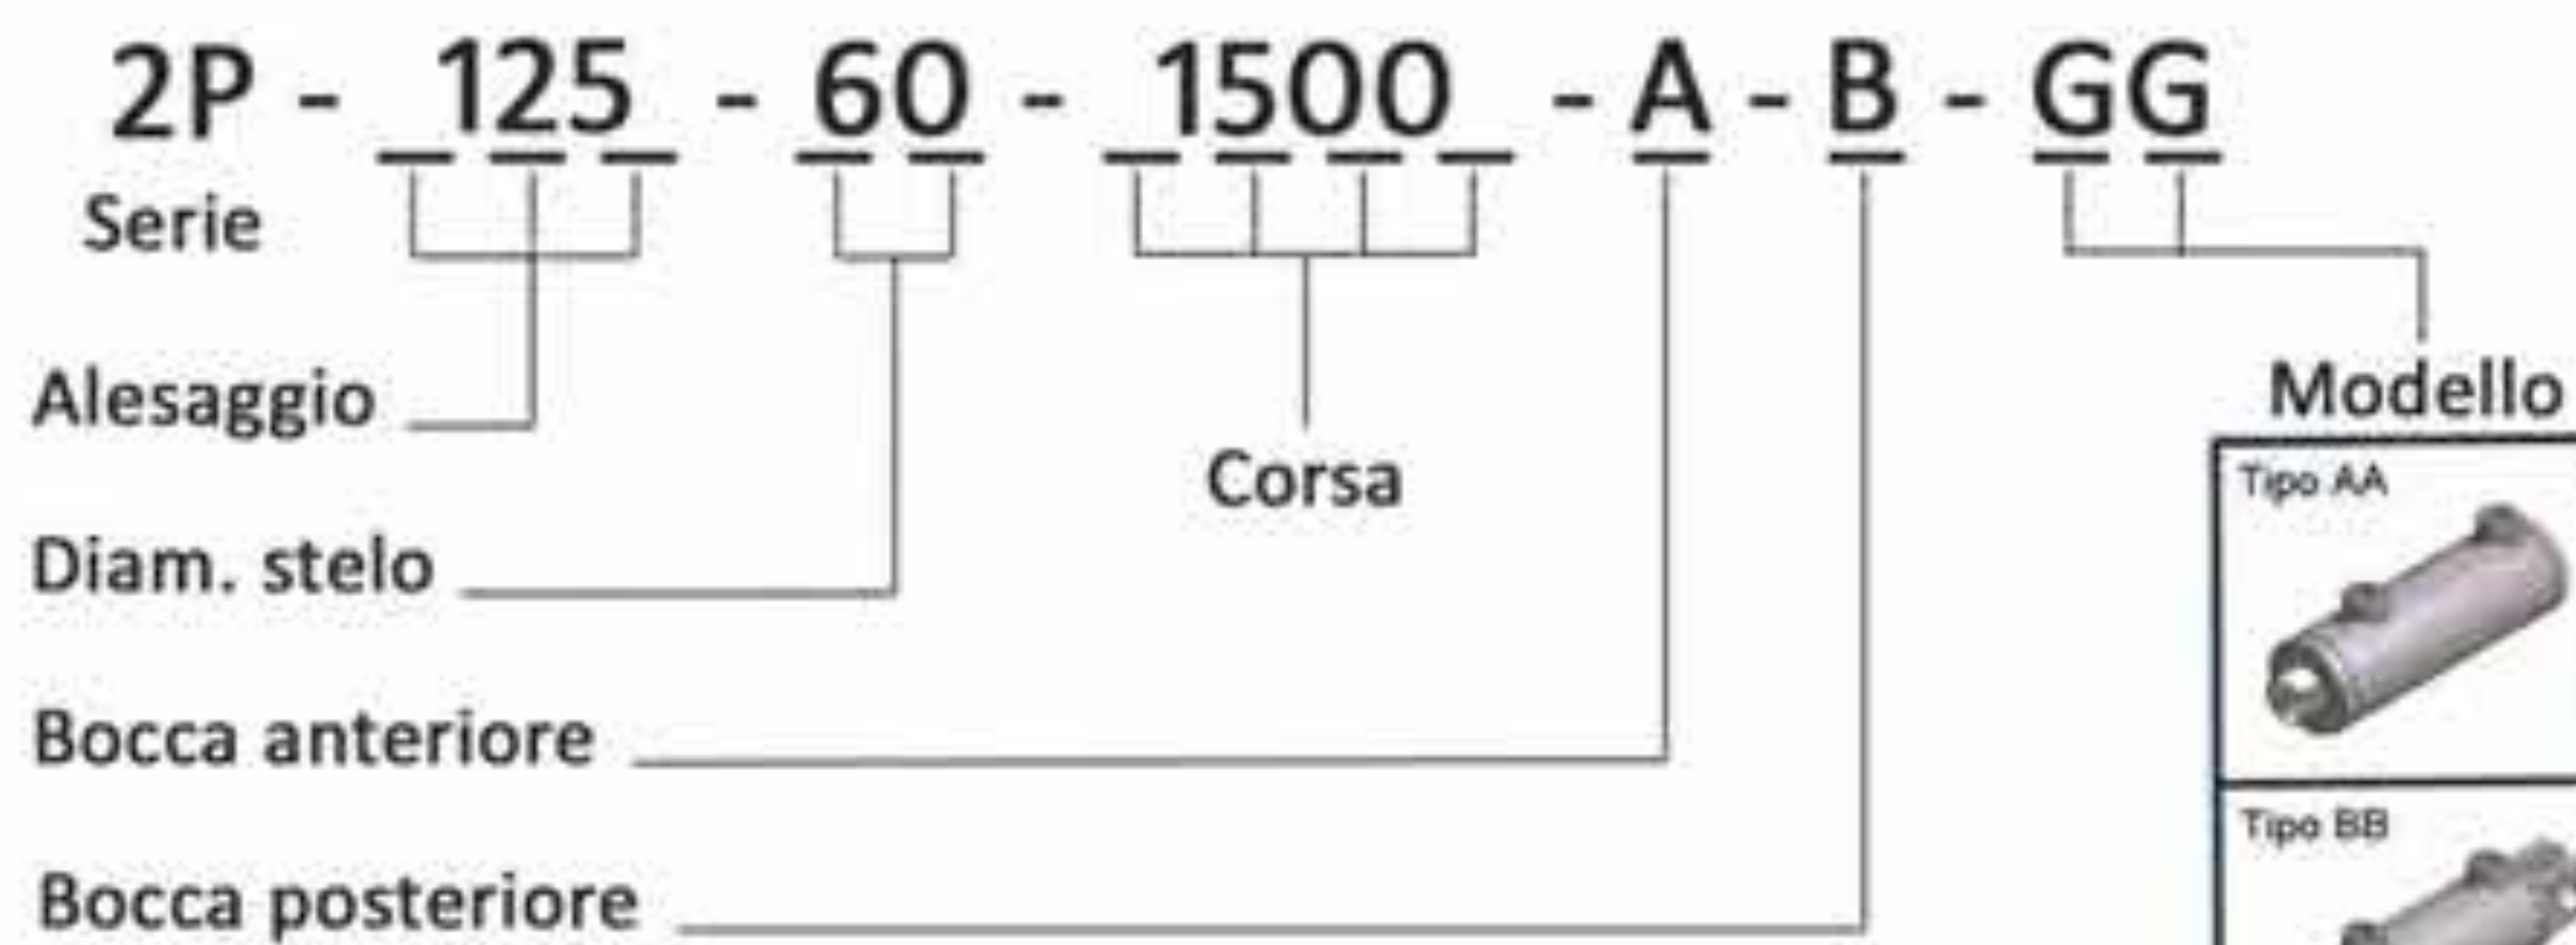 2P - 125 - 60 - 1500 - A - B - GG
Serie
Alesaggio
Modello
Corsa
Tipo AA
Diam. stelo
Bocca anteriore
Tipo BB
Bocca posteriore